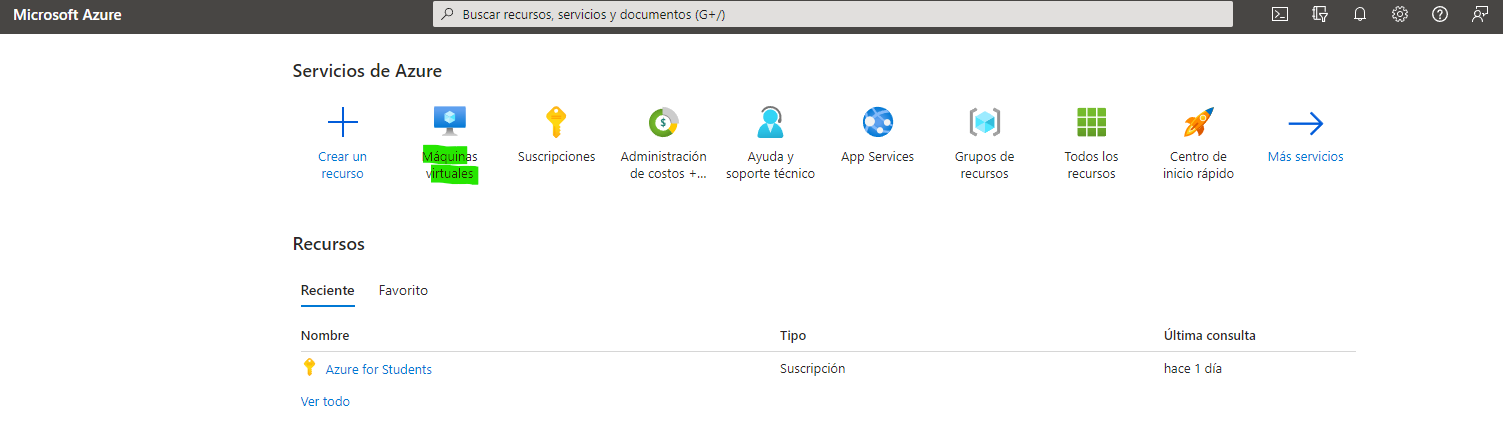 Microsoft Azure
Buscar recursos, servicios y documentos (G+/)
Servicios de Azure
Crear un
recurso
Máquinas
virtuales
Suscripciones
Administración
de costos +...
Ayuda y
soporte técnico
App Services
Grupos de
recursos
Todos los
recursos
Centro de
inicio rápido
Más servicios
Recursos
Reciente Favorito
Nombre Tipo Última consulta
Azure for Students Suscripción hace 1 día
Ver todo